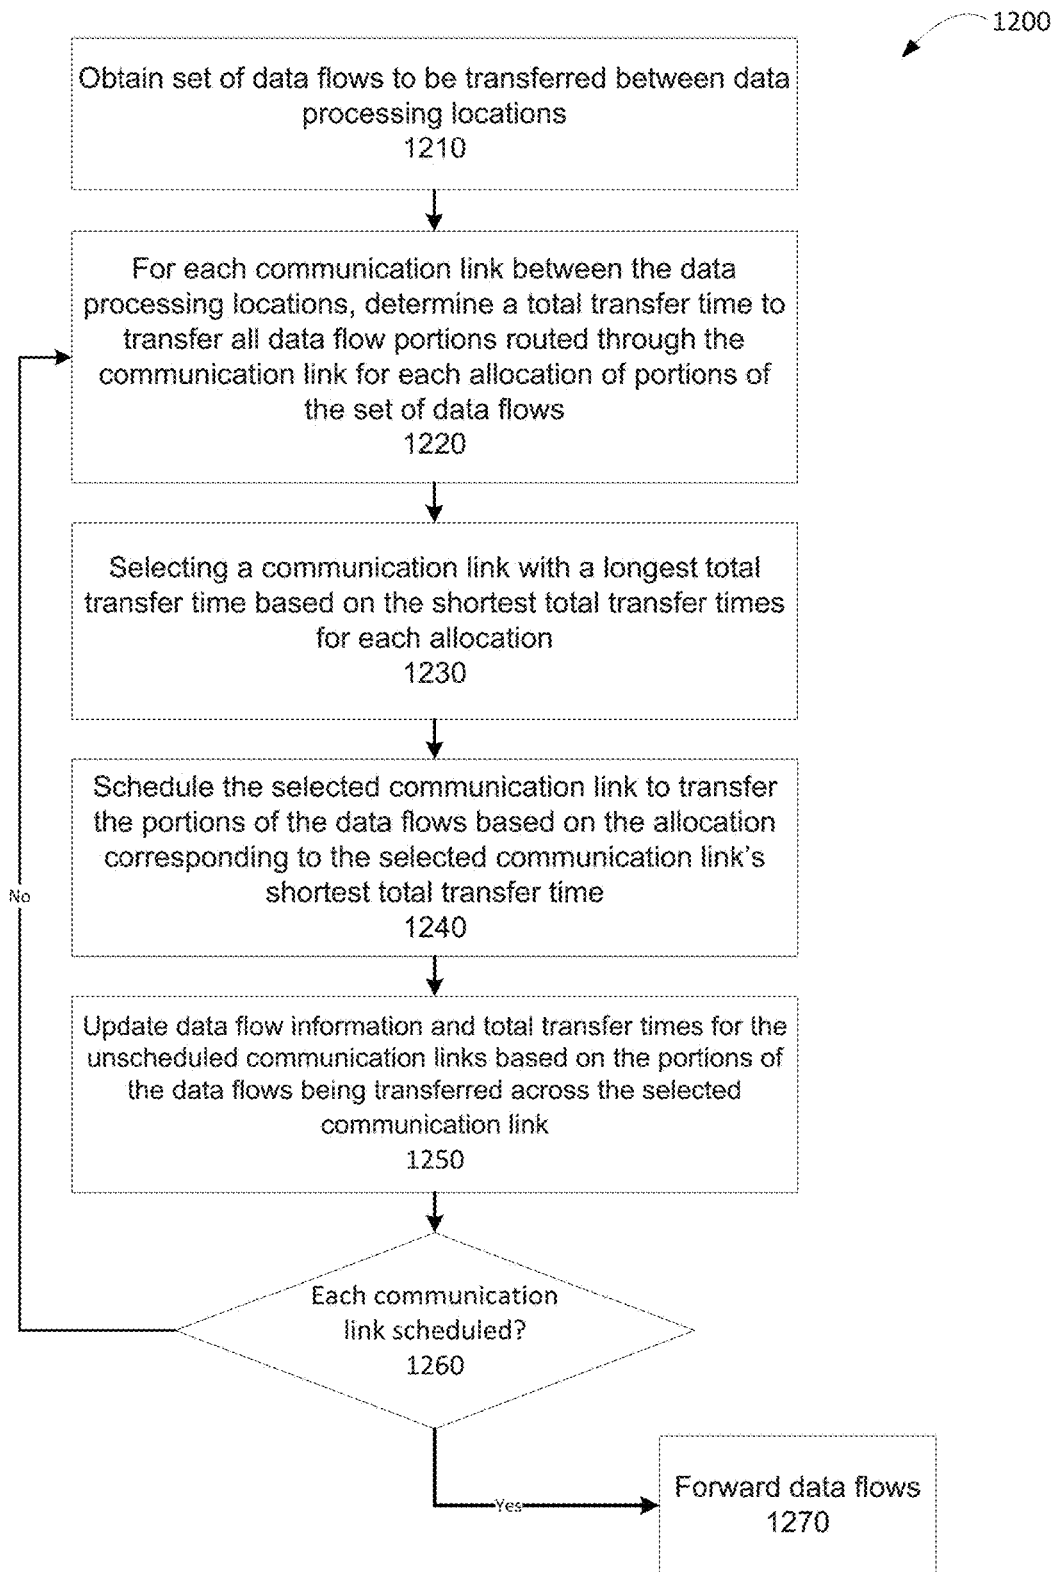 1200
Obtain set of data flows to be transferred between data
processing locations
1210
For each communication link between the data
processing locations, determine a total transfer time to
transfer all data flow portions routed through the
communication link for each allocation of portions of
the set of data flows
1220
Selecting a communication link with a longest total
transfer time based on the shortest total transfer times
for each allocation
1230
Schedule the selected communication link to transfer
the portions of the data flows based on the allocation
corresponding to the selected communication link's
shortest total transfer time
1240
No
Update data flow information and total transfer times for the
unscheduled communication links based on the portions of
the data flows being transferred across the selected
communication link
1250
Each communication
link scheduled?
1260
Yes
Forward data flows
1270